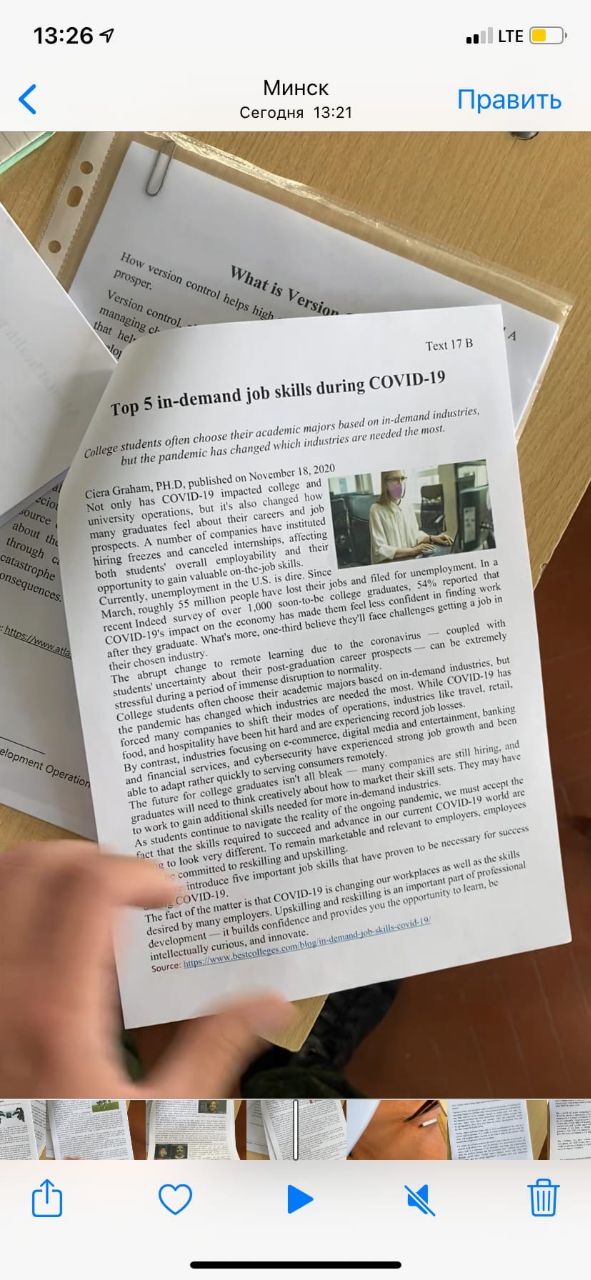 13:26
LTE
Минск
Сегодня 13:21
Править
What is Version
How version control helps high
prosper.
Version control,
managing
that
A
Text 17 B
Top 5 in-demand job skills during COVID-19
College students often choose their academic majors based on in-demand industries,
but the pandemic has changed which industries are needed the most.
Ciera Graham, PH.D, published on November 18, 2020
Not only has COVID-19 impacted college and
university operations, but it's also changed how
many graduates feel about their careers and job
prospects. A number of companies have instituted
hiring freezes and canceled internships, affecting
both students' overall employability and their
opportunity to gain valuable on-the-job skills.
Currently, unemployment in the U.S. is dire. Since
March, roughly 55 million people have lost their jobs and filed for unemployment. In a
recent Indeed survey of over 1,000 soon-to-be college graduates, 54% reported that
COVID-19's impact on the economy has made them feel less confident in finding work
after they graduate. What's more, one-third believe they'll face challenges getting a job in
their chosen industry.
The abrupt change to remote learning due to the coronavirus — coupled with
students' uncertainty about their post-graduation career prospects — can be extremely
stressful during a period of immense disruption to normality.
College students often choose their academic majors based on in-demand industries, but
the pandemic has changed which industries are needed the most. While COVID-19 has
forced many companies to shift their modes of operations, industries like travel, retail,
food, and hospitality have been hit hard and are experiencing record job losses.
By contrast, industries focusing on e-commerce, digital media and entertainment, banking
and financial services, and cybersecurity have experienced strong job growth and been
able to adapt rather quickly to serving consumers remotely.
The future for college graduates isn't all bleak — many companies are still hiring, and
graduates will need to think creatively about how to market their skill sets. They may have
to work to gain additional skills needed for more in-demand industries.
As students continue to navigate the reality of the ongoing pandemic, we must accept the
fact that the skills required to succeed and advance in our current COVID-19 world are
to look very different. To remain marketable and relevant to employers, employees
committed to reskilling and upskilling.
introduce five important job skills that have proven to be necessary for success
COVID-19.
The fact of the matter is that COVID-19 is changing our workplaces as well as the skills
desired by many employers. Upskilling and reskilling is an important part of professional
development — it builds confidence and provides you the opportunity to learn, be
intellectually curious, and innovate.
Source: https://www.bestcolleges.com/blog/in-demand-job-skills-covid-19/
about the
through
catastrophe
onsequences.
https://www.atla
elopment Operation